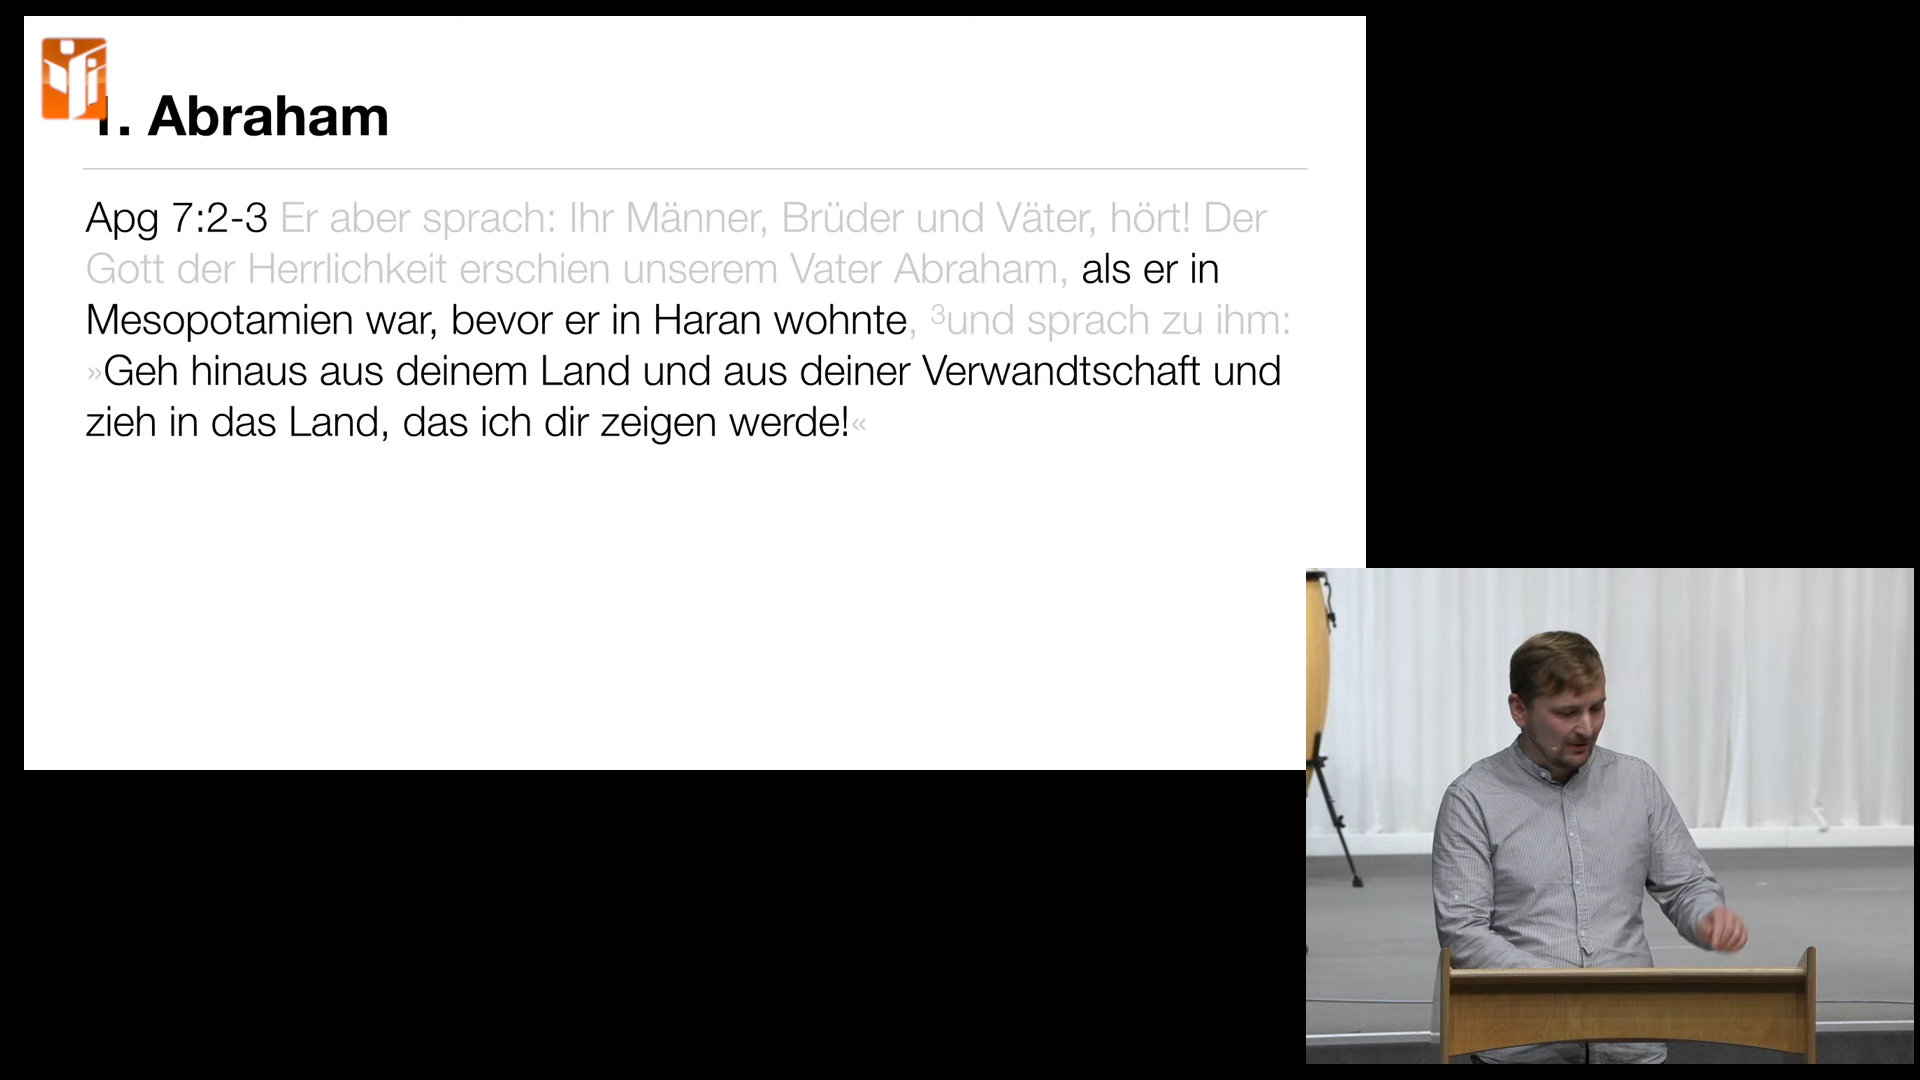 1. Abraham
Apg 7:2-3 Er aber sprach: Ihr Männer, Brüder und Väter, hört! Der
Gott der Herrlichkeit erschien unserem Vater Abraham, als er in
Mesopotamien war, bevor er in Haran wohnte, ³und sprach zu ihm:
»Geh hinaus aus deinem Land und aus deiner Verwandtschaft und
zieh in das Land, das ich dir zeigen werde!«